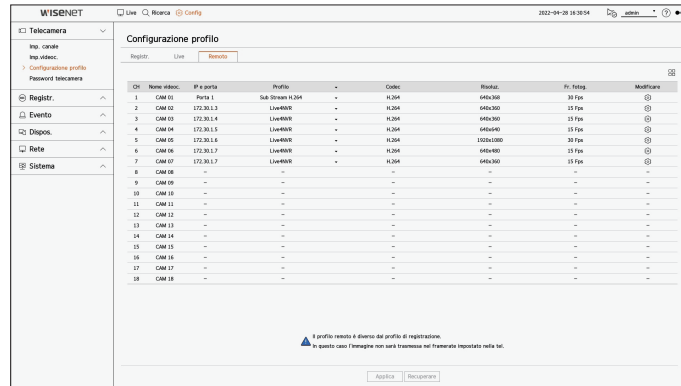 WISENET Live Ricerca Config 2022-04-28 16:30:54 admin
Telecamera
Imp. canale
Imp.videoc.
Configurazione profilo
Password telecamera
Registr.
Evento
Dispos.
Rete
Sistema
Configurazione profilo
Registr. Live Remoto
CH Nome videoc. IP e porta Profilo Codec Risoluz. Fr. fotog. Modificare
1 CAM 01 Porta 1 Sub Stream H.264 H.264 640x368 30 Fps
2 CAM 02 172.30.1.3 Live4NVR H.264 640x360 15 Fps
3 CAM 03 172.30.1.4 Live4NVR H.264 640x360 15 Fps
4 CAM 04 172.30.1.5 Live4NVR H.264 640x640 15 Fps
5 CAM 05 172.30.1.6 Live4NVR H.264 1920x1080 30 Fps
6 CAM 06 172.30.1.7 Live4NVR H.264 640x480 15 Fps
7 CAM 07 172.30.1.7 Live4NVR H.264 640x360 15 Fps
8 CAM 08 – – – – – –
9 CAM 09 – – – – – –
10 CAM 10 – – – – – –
11 CAM 11 – – – – – –
12 CAM 12 – – – – – –
13 CAM 13 – – – – – –
14 CAM 14 – – – – – –
15 CAM 15 – – – – – –
16 CAM 16 – – – – – –
17 CAM 17 – – – – – –
18 CAM 18 – – – – – –
Il profilo remoto è diverso dal profilo di registrazione.
In questo caso l'immagine non sarà trasmessa nel framerate impostato nella tel.
Applica Recuperare